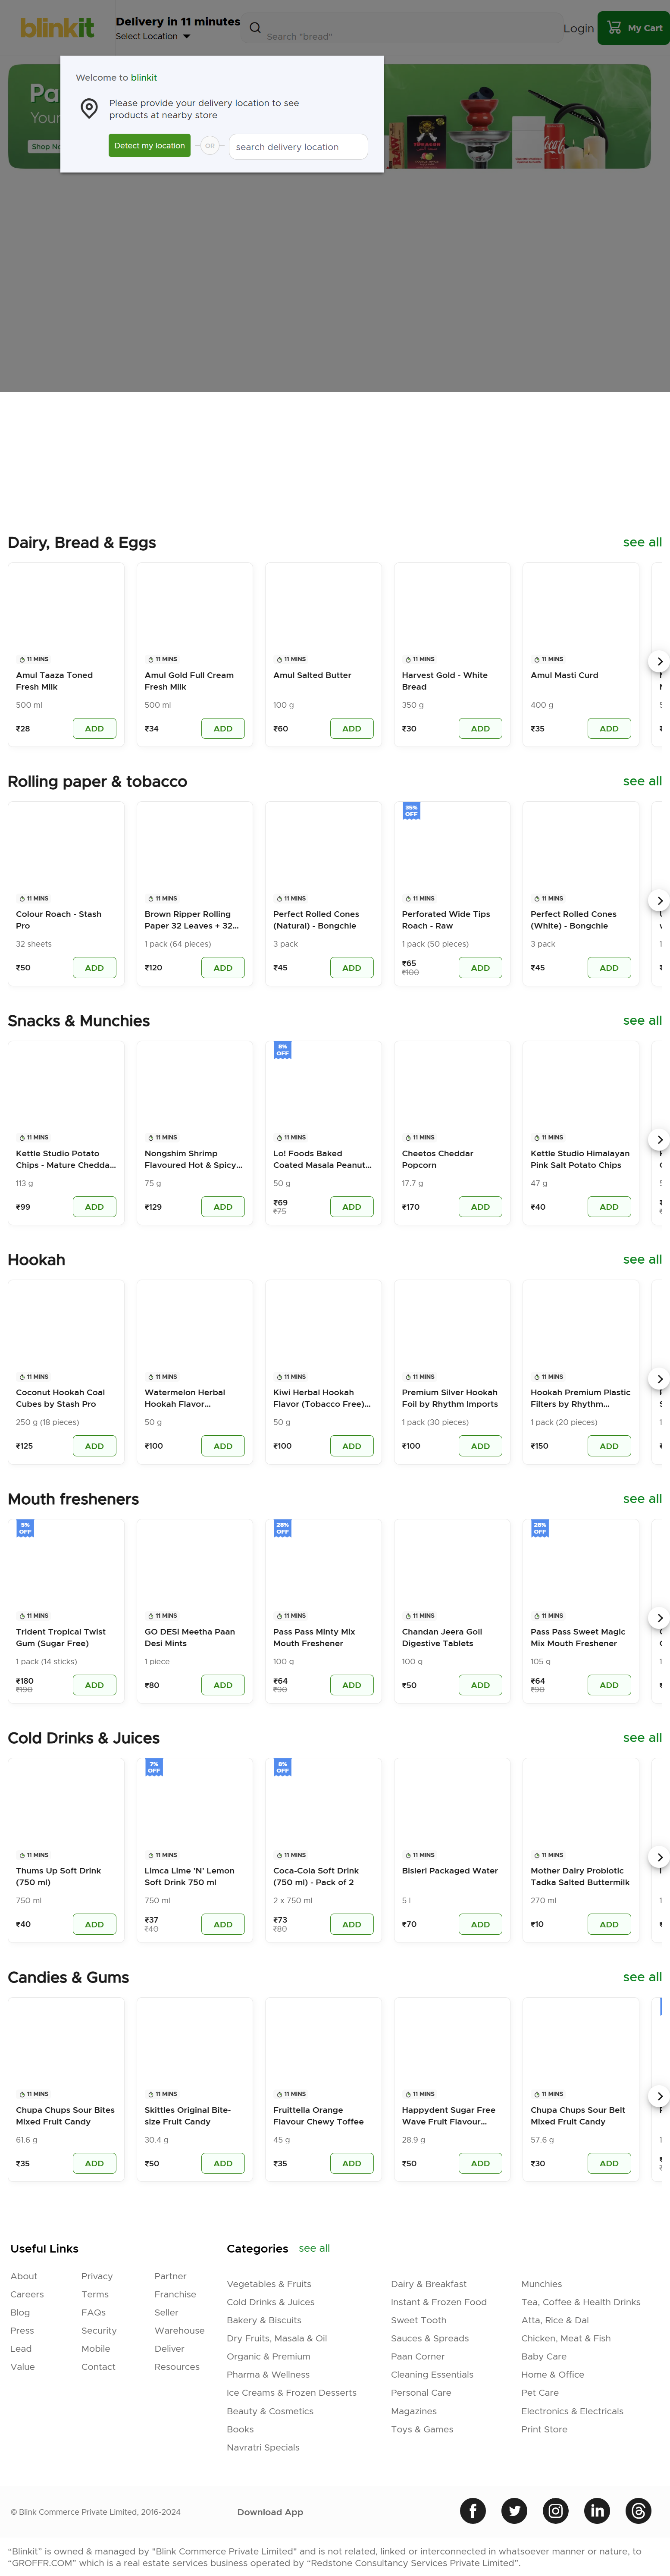 blinkit
Delivery in 11 minutes
Select Location
Search "bread"
Login
My Cart
Welcome to blinkit
Please provide your delivery location to see
products at nearby store
Detect my location
OR
search delivery location
Pa
Your
Shop No
Dairy, Bread & Eggs
see all
11 MINS
11 MINS
11 MINS
11 MINS
11 MINS
Amul Taaza Toned
Fresh Milk
Amul Gold Full Cream
Fresh Milk
Amul Salted Butter
Harvest Gold - White
Bread
Amul Masti Curd
500 ml
500 ml
100 g
350 g
400 g
₹28
ADD
₹34
ADD
₹60
ADD
₹30
ADD
₹35
ADD
Rolling paper & tobacco
see all
35%
OFF
11 MINS
11 MINS
11 MINS
11 MINS
11 MINS
Colour Roach - Stash
Pro
Brown Ripper Rolling
Paper 32 Leaves + 32...
Perfect Rolled Cones
(Natural) - Bongchie
Perforated Wide Tips
Roach - Raw
Perfect Rolled Cones
(White) - Bongchie
32 sheets
1 pack (64 pieces)
3 pack
1 pack (50 pieces)
3 pack
₹50
ADD
₹120
ADD
₹45
ADD
₹65
₹100
ADD
₹45
ADD
Snacks & Munchies
see all
8%
OFF
11 MINS
11 MINS
11 MINS
11 MINS
11 MINS
Kettle Studio Potato
Chips - Mature Chedda...
Nongshim Shrimp
Flavoured Hot & Spicy...
Lo! Foods Baked
Coated Masala Peanut...
Cheetos Cheddar
Popcorn
Kettle Studio Himalayan
Pink Salt Potato Chips
113 g
75 g
50 g
17.7 g
47 g
₹99
ADD
₹129
ADD
₹69
₹75
ADD
₹170
ADD
₹40
ADD
Hookah
see all
11 MINS
11 MINS
11 MINS
11 MINS
11 MINS
Coconut Hookah Coal
Cubes by Stash Pro
Watermelon Herbal
Hookah Flavor...
Kiwi Herbal Hookah
Flavor (Tobacco Free)...
Premium Silver Hookah
Foil by Rhythm Imports
Hookah Premium Plastic
Filters by Rhythm...
250 g (18 pieces)
50 g
50 g
1 pack (30 pieces)
1 pack (20 pieces)
₹125
ADD
₹100
ADD
₹100
ADD
₹100
ADD
₹150
ADD
Mouth fresheners
see all
5%
OFF
28%
OFF
28%
OFF
11 MINS
11 MINS
11 MINS
11 MINS
11 MINS
Trident Tropical Twist
Gum (Sugar Free)
GO DESi Meetha Paan
Desi Mints
Pass Pass Minty Mix
Mouth Freshener
Chandan Jeera Goli
Digestive Tablets
Pass Pass Sweet Magic
Mix Mouth Freshener
1 pack (14 sticks)
1 piece
100 g
100 g
105 g
₹180
₹190
ADD
₹80
ADD
₹64
₹90
ADD
₹50
ADD
₹64
₹90
ADD
Cold Drinks & Juices
see all
7%
OFF
8%
OFF
11 MINS
11 MINS
11 MINS
11 MINS
11 MINS
Thums Up Soft Drink
(750 ml)
Limca Lime 'N' Lemon
Soft Drink 750 ml
Coca-Cola Soft Drink
(750 ml) - Pack of 2
Bisleri Packaged Water
Mother Dairy Probiotic
Tadka Salted Buttermilk
750 ml
750 ml
2 x 750 ml
5 l
270 ml
₹40
ADD
₹37
₹40
ADD
₹73
₹80
ADD
₹70
ADD
₹10
ADD
Candies & Gums
see all
11 MINS
11 MINS
11 MINS
11 MINS
11 MINS
Chupa Chups Sour Bites
Mixed Fruit Candy
Skittles Original Bite-
size Fruit Candy
Fruittella Orange
Flavour Chewy Toffee
Happydent Sugar Free
Wave Fruit Flavour...
Chupa Chups Sour Belt
Mixed Fruit Candy
61.6 g
30.4 g
45 g
28.9 g
57.6 g
₹35
ADD
₹50
ADD
₹35
ADD
₹50
ADD
₹30
ADD
Useful Links
About
Careers
Blog
Press
Lead
Value
Privacy
Terms
FAQs
Security
Mobile
Contact
Partner
Franchise
Seller
Warehouse
Deliver
Resources
Categories
see all
Vegetables & Fruits
Dairy & Breakfast
Munchies
Cold Drinks & Juices
Instant & Frozen Food
Tea, Coffee & Health Drinks
Bakery & Biscuits
Sweet Tooth
Atta, Rice & Dal
Dry Fruits, Masala & Oil
Sauces & Spreads
Chicken, Meat & Fish
Organic & Premium
Paan Corner
Baby Care
Pharma & Wellness
Cleaning Essentials
Home & Office
Ice Creams & Frozen Desserts
Personal Care
Pet Care
Beauty & Cosmetics
Magazines
Electronics & Electricals
Books
Toys & Games
Print Store
Navratri Specials
© Blink Commerce Private Limited, 2016-2024
Download App
“Blinkit” is owned & managed by "Blink Commerce Private Limited" and is not related, linked or interconnected in whatsoever manner or nature, to
“GROFFR.COM” which is a real estate services business operated by “Redstone Consultancy Services Private Limited”.